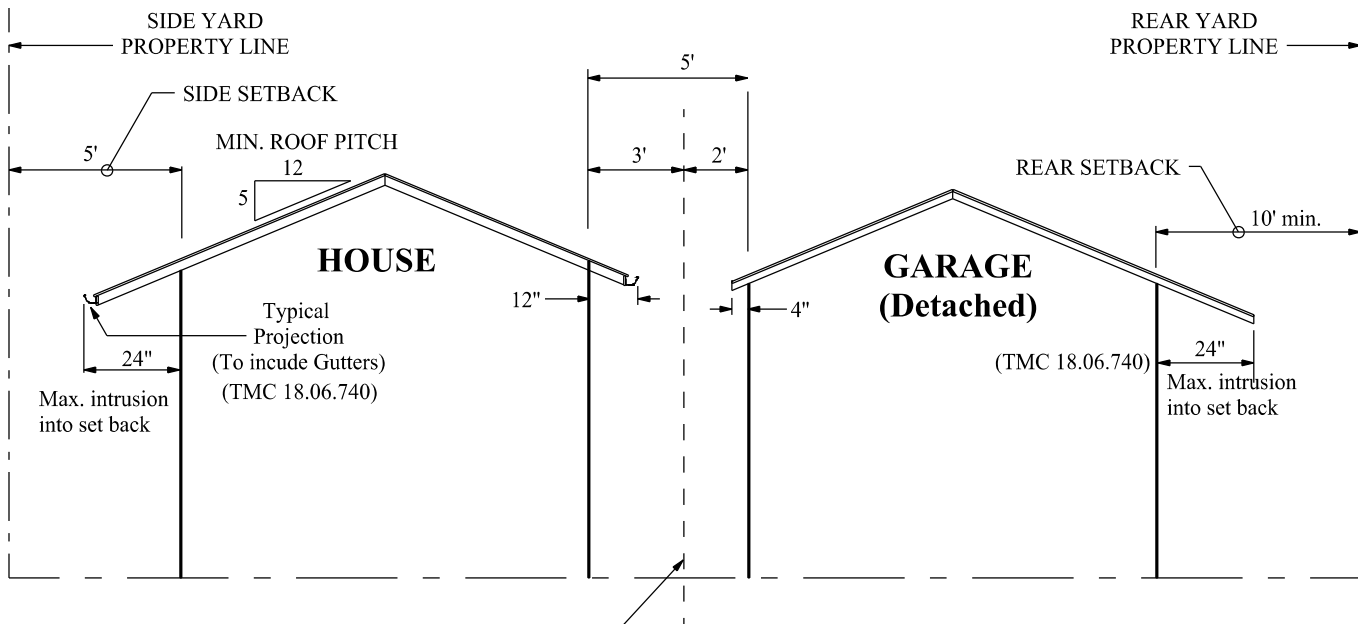 SIDE YARD
PROPERTY LINE
REAR YARD
PROPERTY LINE
5'
SIDE SETBACK
MIN. ROOF PITCH
12
5
5'
3'
2'
REAR SETBACK
10' min.
HOUSE
GARAGE
(Detached)
12"
4"
Typical
Projection
(To incude Gutters)
(TMC 18.06.740)
24"
Max. intrusion
into set back
(TMC 18.06.740)
24"
Max. intrusion
into set back